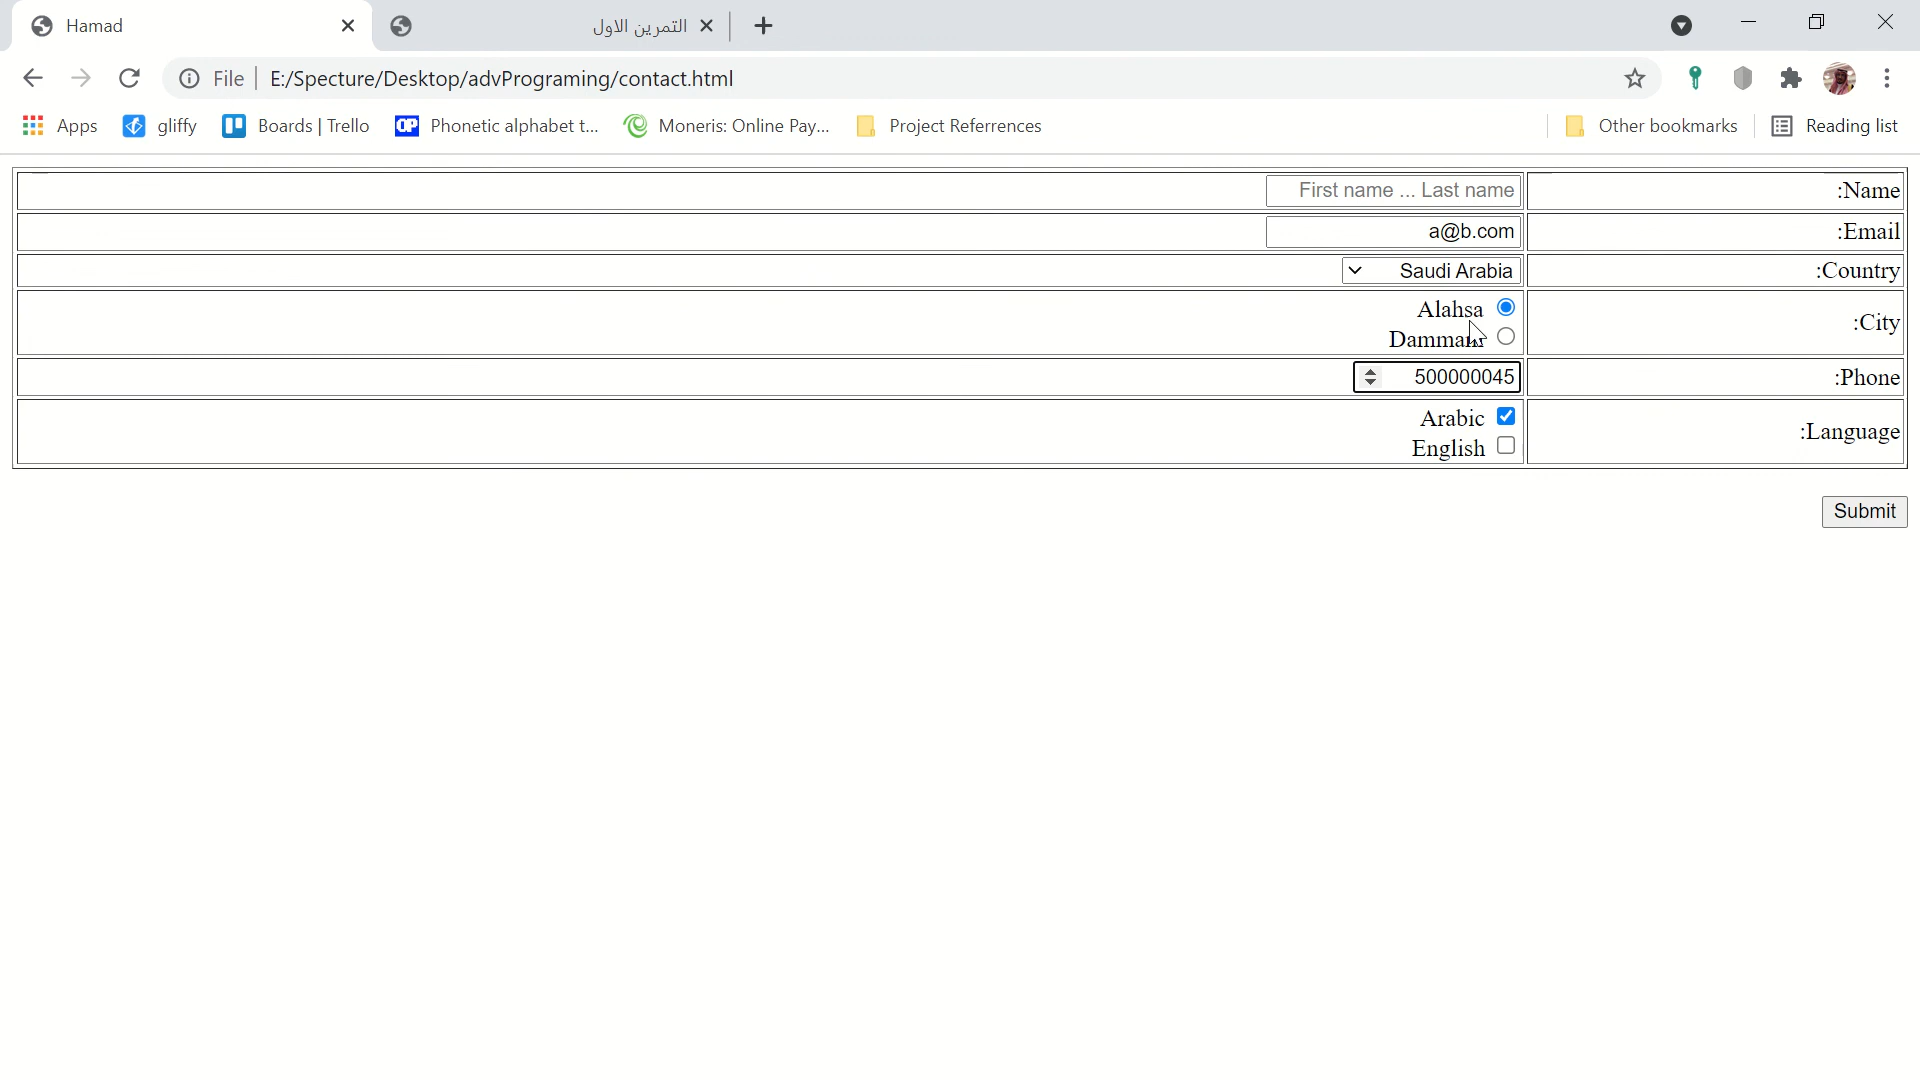 Hamad
التمرين الاول
File E:/Specture/Desktop/advPrograming/contact.html
Apps gliffy Boards | Trello OP Phonetic alphabet t... Moneris: Online Pay... Project Referrences Other bookmarks Reading list
:Name First name ... Last name
:Email a@b.com
:Country Saudi Arabia
:City Alahsa
Dammam
:Phone 500000045
:Language Arabic
English
Submit